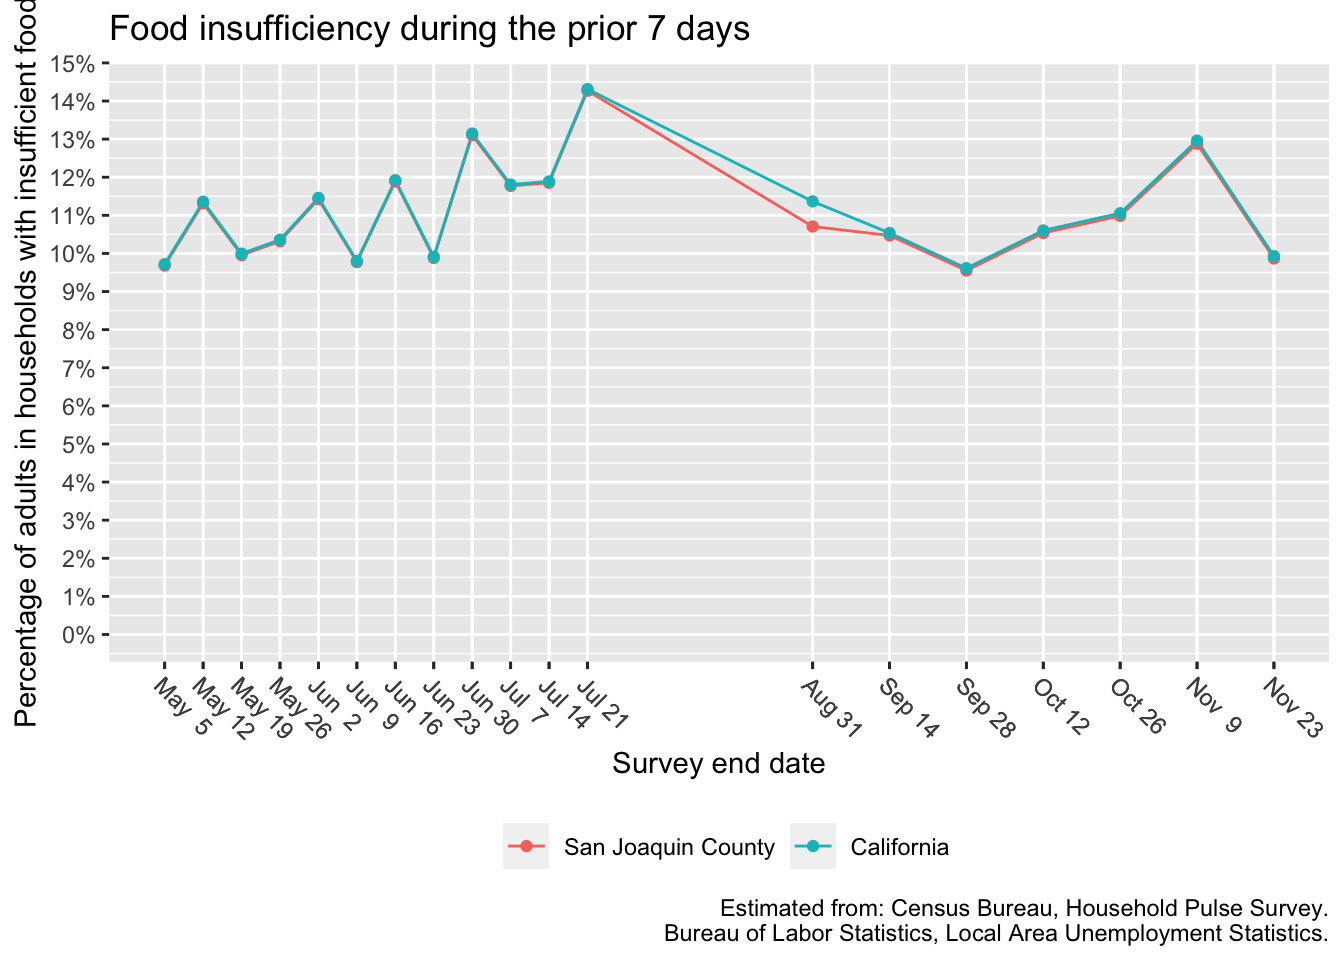 Food insufficiency during the prior 7 days
Percentage of adults in households with insufficient food
15%
14%
13%
12%
11%
10%
9%
8%
7%
6%
5%
4%
3%
2%
1%
0%
May 5
May 12
May 19
May 26
Jun 2
Jun 9
Jun 16
Jun 23
Jun 30
Jul 7
Jul 14
Jul 21
Aug 31
Sep 14
Sep 28
Oct 12
Oct 26
Nov 9
Nov 23
Survey end date
San Joaquin County
California
Estimated from: Census Bureau, Household Pulse Survey.
Bureau of Labor Statistics, Local Area Unemployment Statistics.